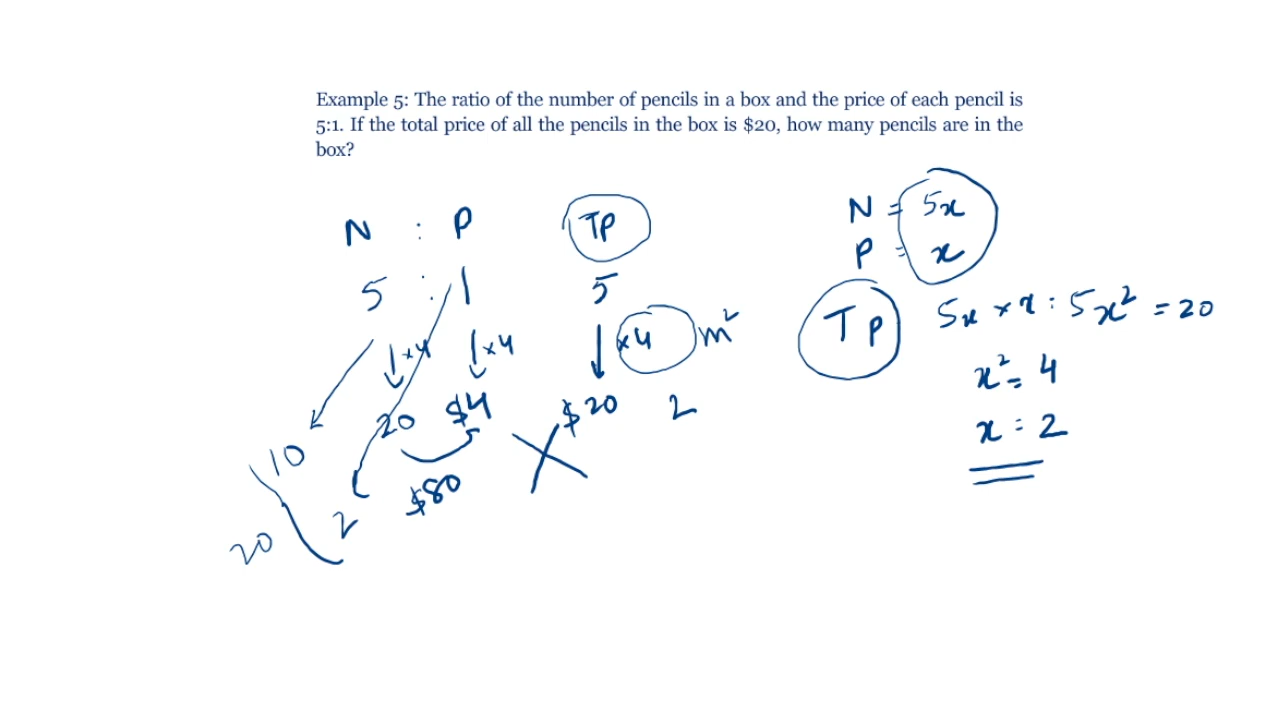 Example 5: The ratio of the number of pencils in a box and the price of each pencil is
5:1. If the total price of all the pencils in the box is $20, how many pencils are in the
box?
N : P TP
5 : 1 5
×4 ×4 ×4 m²
20 $4 $20 2
10 $80
20 2
N = 5x
P = x
TP 5x × x : 5x² = 20
x² = 4
x = 2